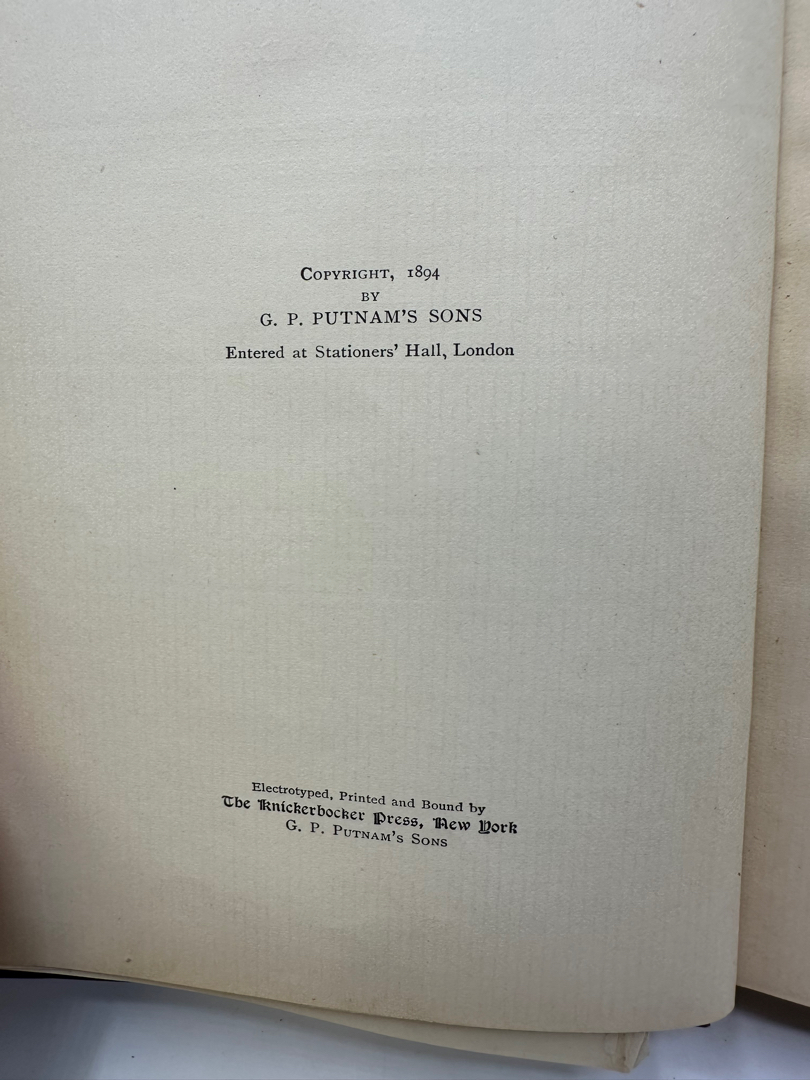 COPYRIGHT, 1894
BY
G. P. PUTNAM'S SONS
Entered at Stationers' Hall, London
Electrotyped, Printed and Bound by
The Knickerbocker Press, New York
G. P. PUTNAM'S SONS